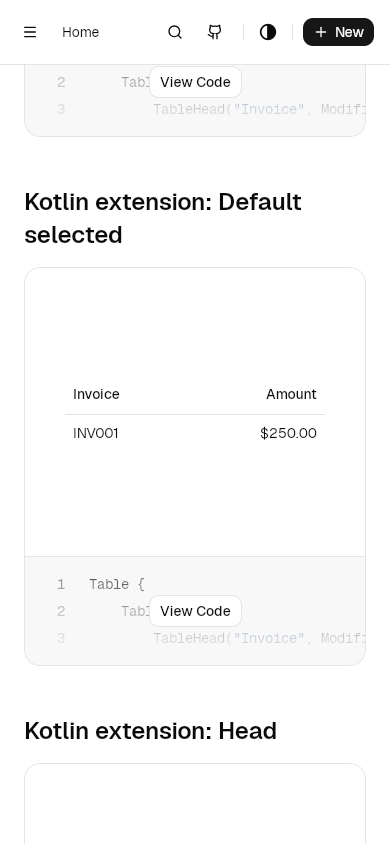 Home
New
2 Tabl
View Code
3 TableHead("Invoice", Modifi
Kotlin extension: Default
selected
Invoice Amount
INV001 $250.00
1 Table {
2 Tabl
View Code
3 TableHead("Invoice", Modifi
Kotlin extension: Head